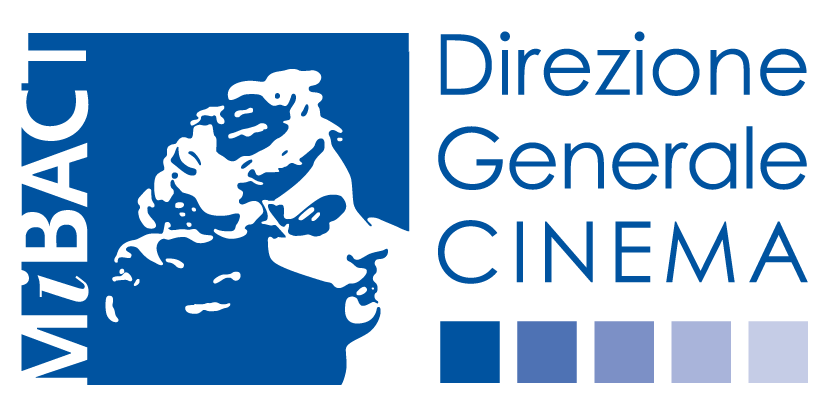 MiBACT
Direzione
Generale
CINEMA